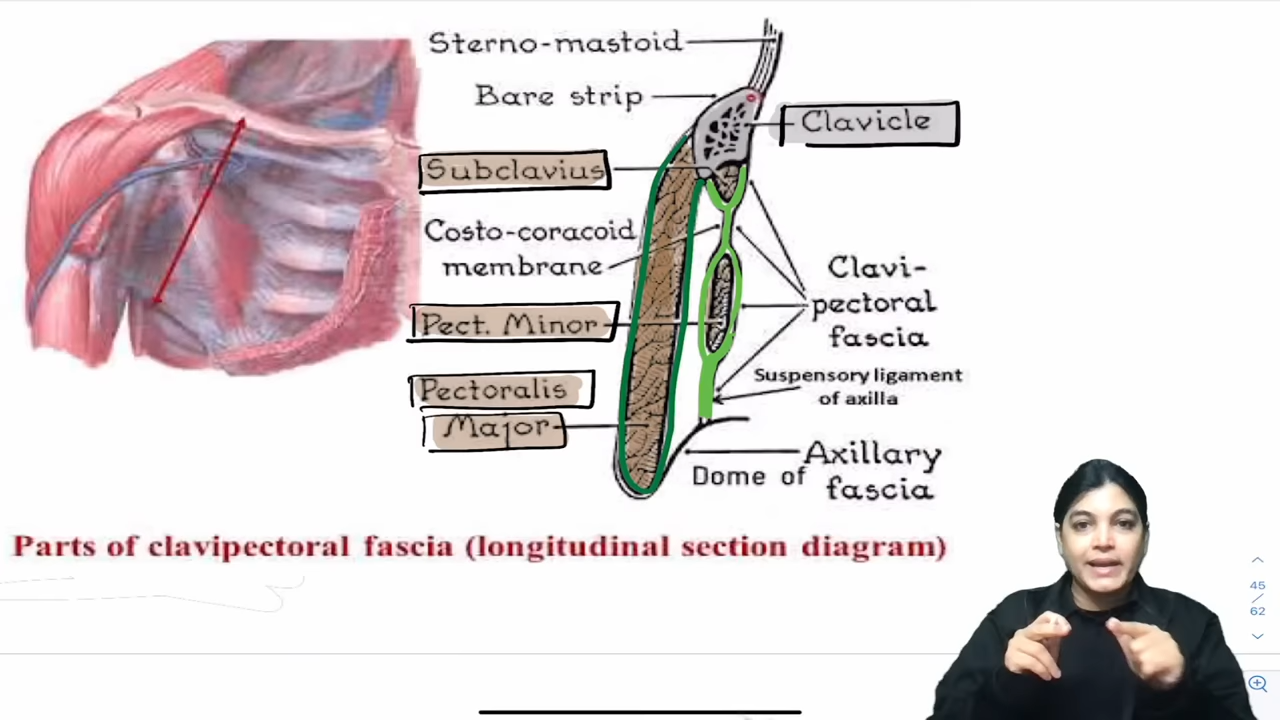 Sterno-mastoid
Bare strip
Clavicle
Subclavius
Costo-coracoid
membrane
Clavi-
pectoral
fascia
Pect. Minor
Suspensory ligament
of axilla
Pectoralis
Major
Dome of Axillary
fascia
Parts of clavipectoral fascia (longitudinal section diagram)
45
/
62